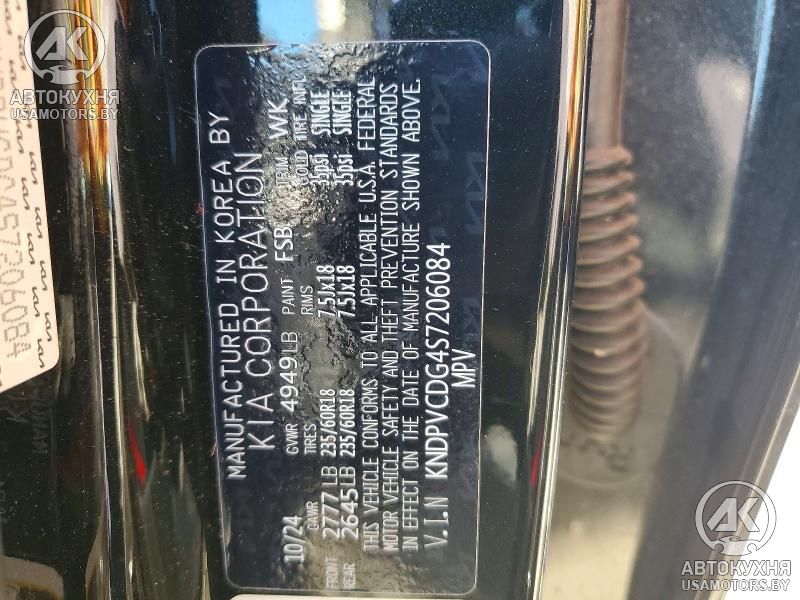 MANUFACTURED IN KOREA BY
KIA CORPORATION
10/24 GVWR 4949LB PAINT FSB TRIM WK
GAWR TIRES RIMS COLD TIRE INFL
FRONT 2777LB 235/60R18 7.5Jx18 35psi SINGLE
REAR 2645LB 235/60R18 7.5Jx18 35psi SINGLE
THIS VEHICLE CONFORMS TO ALL APPLICABLE U.S.A. FEDERAL
MOTOR VEHICLE SAFETY AND THEFT PREVENTION STANDARDS
IN EFFECT ON THE DATE OF MANUFACTURE SHOWN ABOVE.
V.I.N KNDPVCDG4S7206084
MPV
АВТОКУХНЯ
USAMOTORS.BY
АВТОКУХНЯ
USAMOTORS.BY